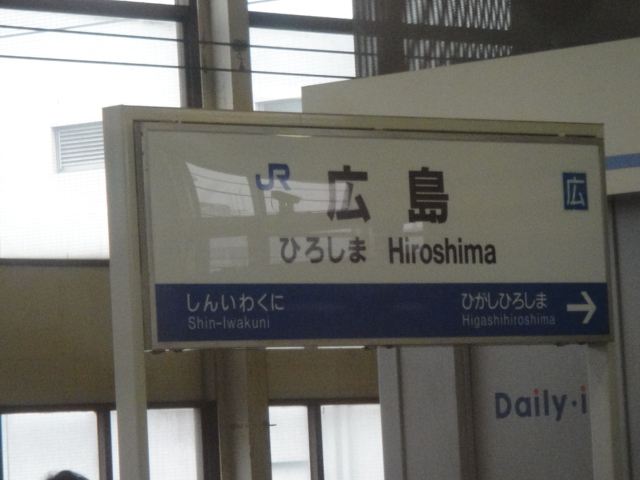 JR 広島 広
ひろしま Hiroshima
しんいわくに ひがしひろしま →
Shin-Iwakuni Higashihiroshima
Daily・i